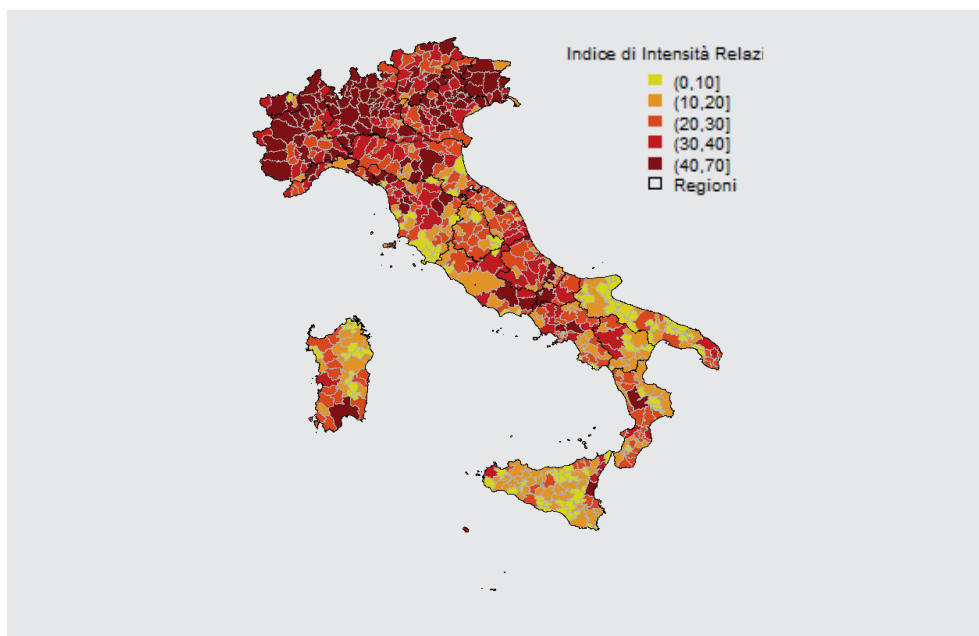 Indice di Intensità Relazi
(0,10]
(10,20]
(20,30]
(30,40]
(40,70]
Regioni